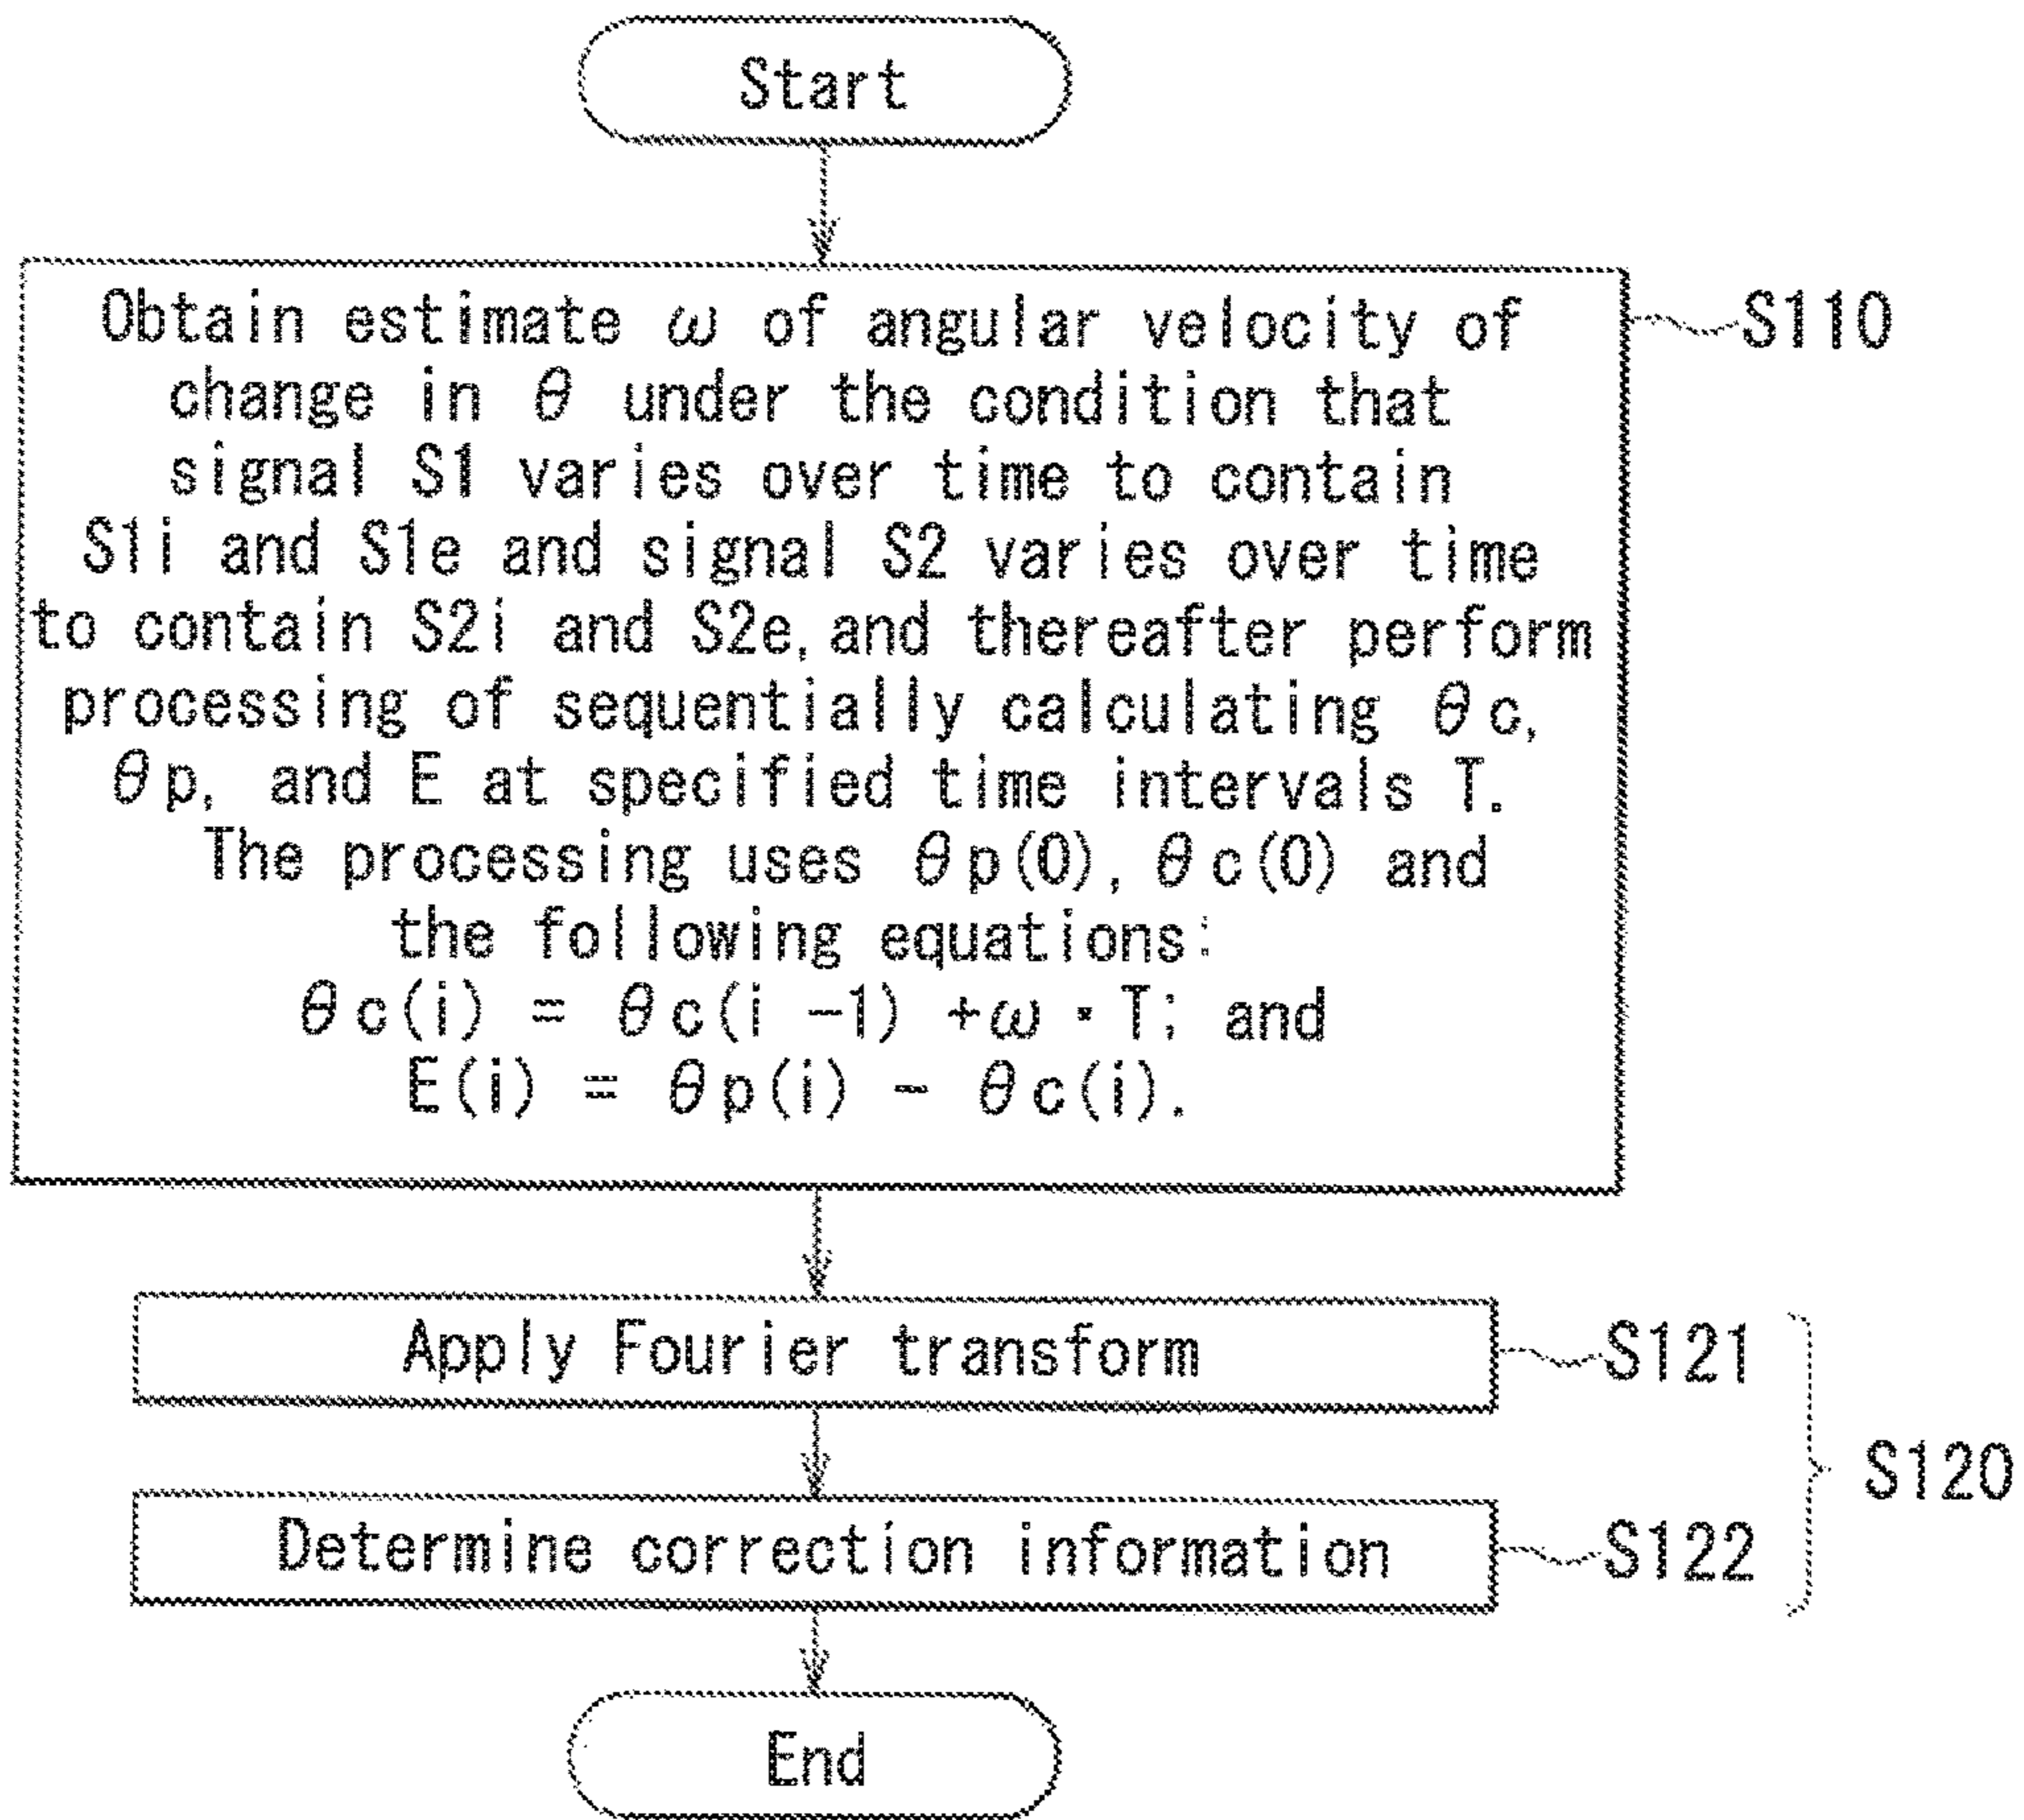 Start
Obtain estimate ω of angular velocity of
change in θ under the condition that
signal S1 varies over time to contain
S1i and S1e and signal S2 varies over time
to contain S2i and S2e, and thereafter perform
processing of sequentially calculating θc,
θp, and E at specified time intervals T.
The processing uses θp(0), θc(0) and
the following equations:
θc(i) = θc(i -1) +ω・T; and
E(i) = θp(i) - θc(i).
S110
Apply Fourier transform
S121
Determine correction information
S122
S120
End